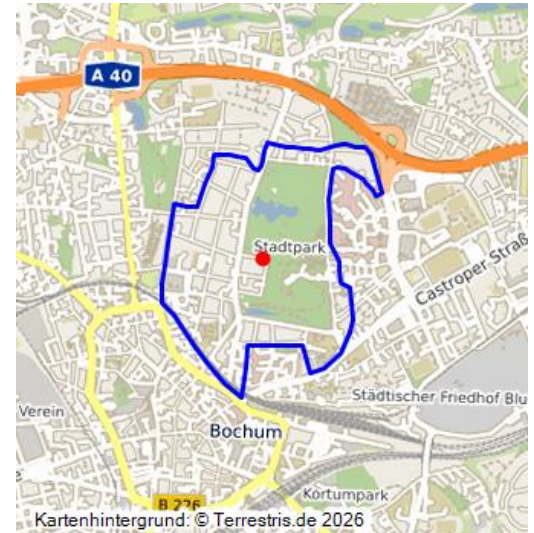 A 40
Stadtpark
Castroper Straß
Städtischer Friedhof Blu
Verein
Bochum
Kortumpark
B 226
Kartenhintergrund: © Terrestris.de 2026